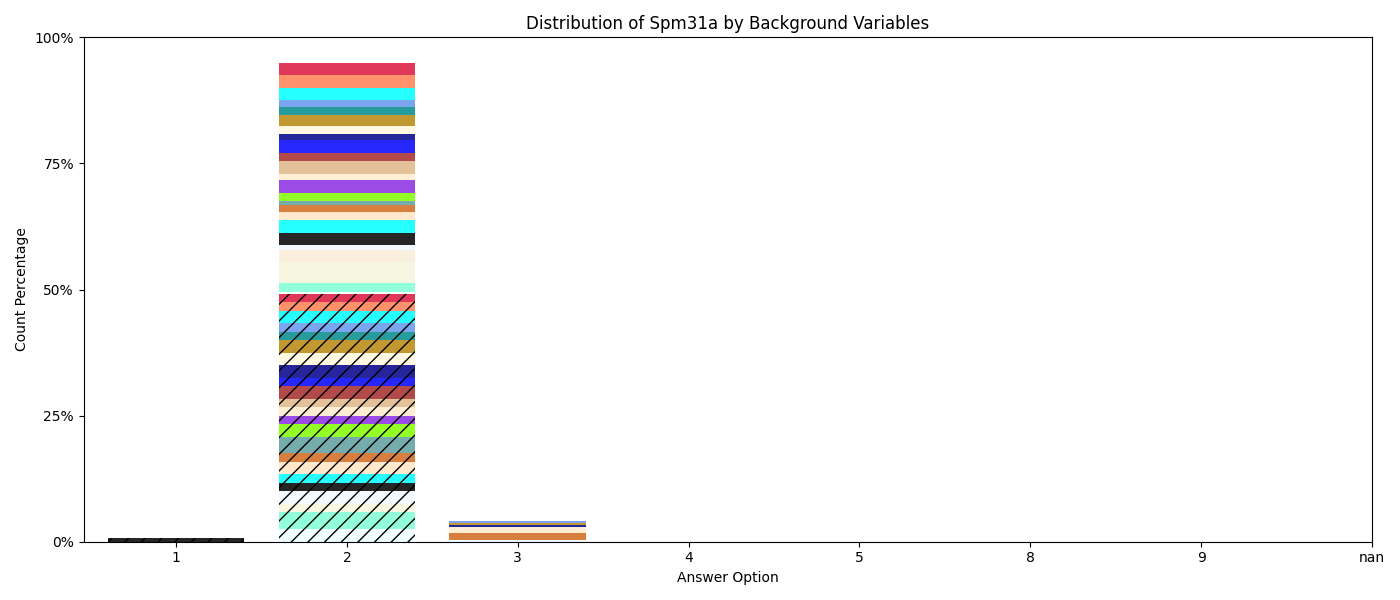 Distribution of Spm31a by Background Variables
100%
75%
50%
25%
0%
Count Percentage
1 2 3 4 5 8 9 nan
Answer Option